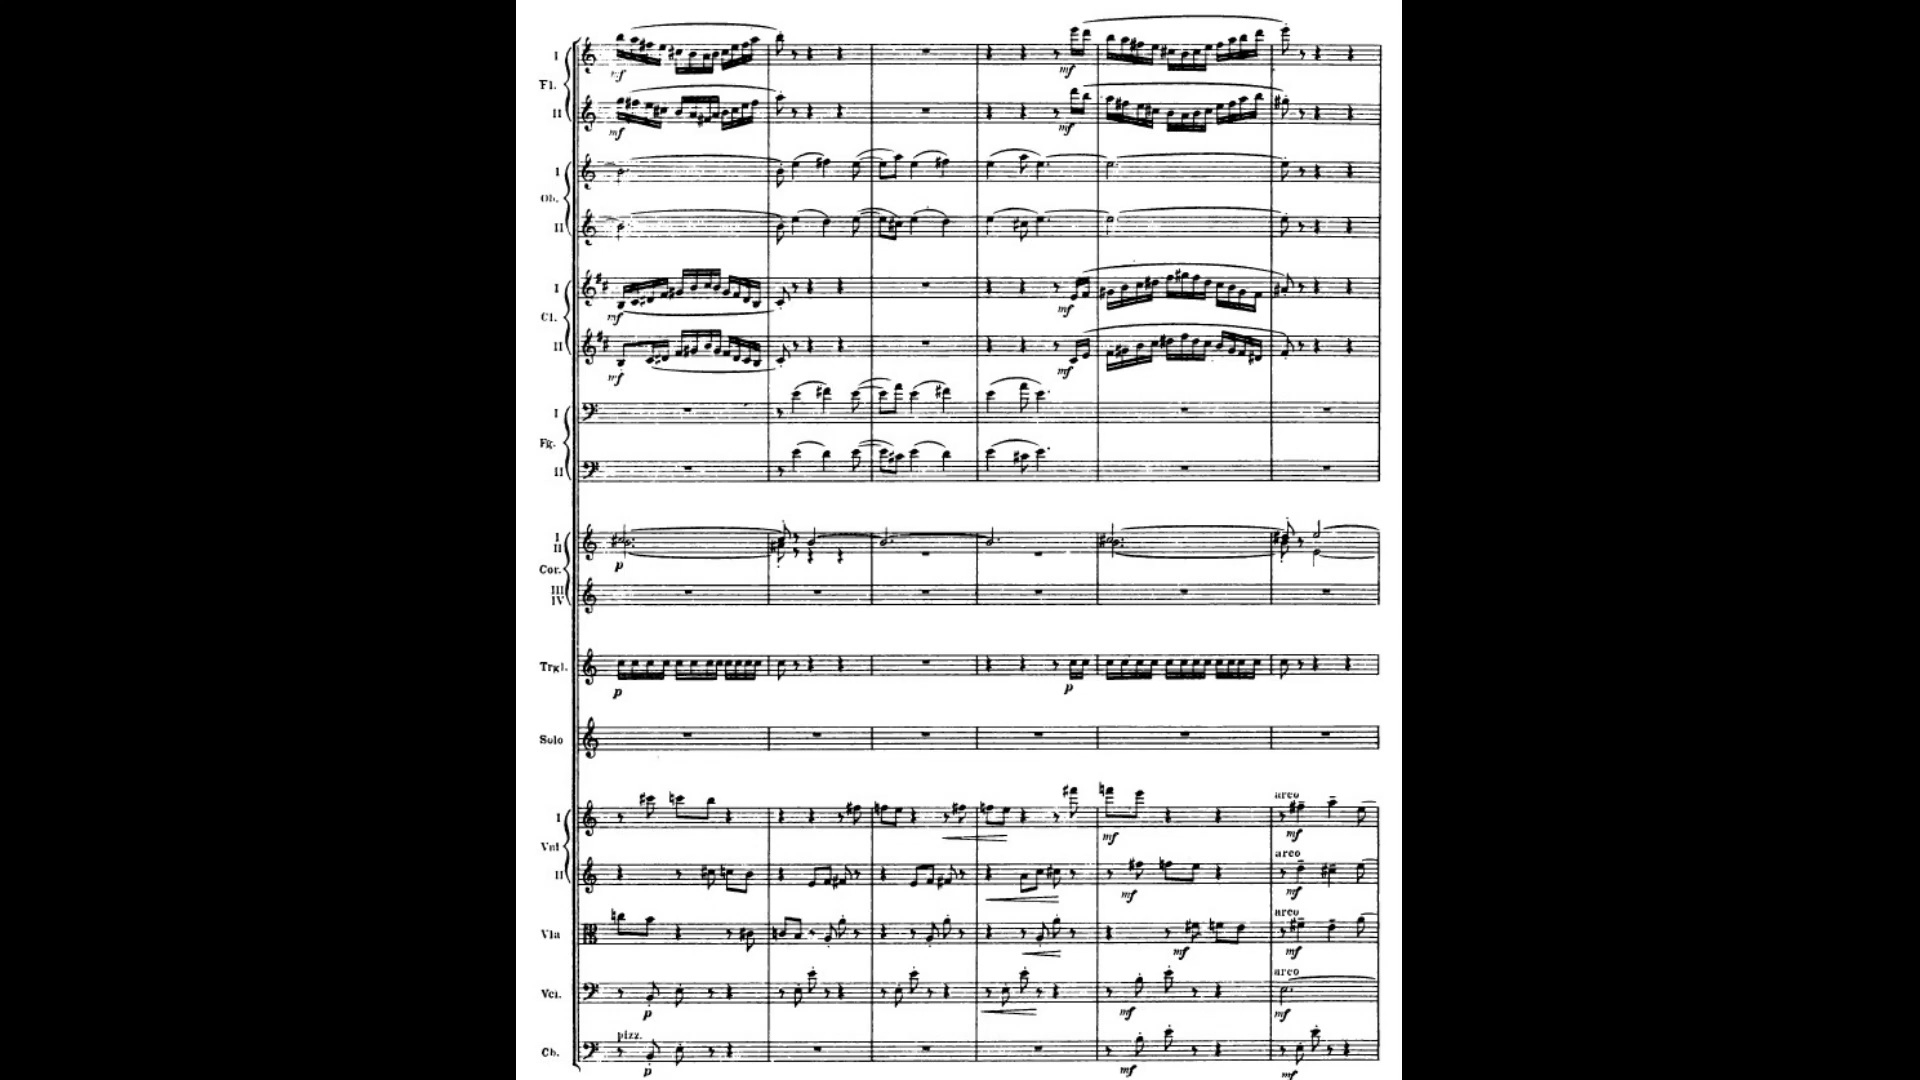 I
Fl.
II
mf
mf
mf
mf
I
Ob.
II
I
Cl.
II
mf
mf
mf
mf
I
Fg.
II
I
II
Cor.
III
IV
p
Trgl.
p
p
Solo
I
Vnl
II
arco
mf
mf
arco
mf
mf
Vla
arco
mf
mf
Vcl.
arco
p
mf
mf
Cb.
pizz.
p
mf
mf